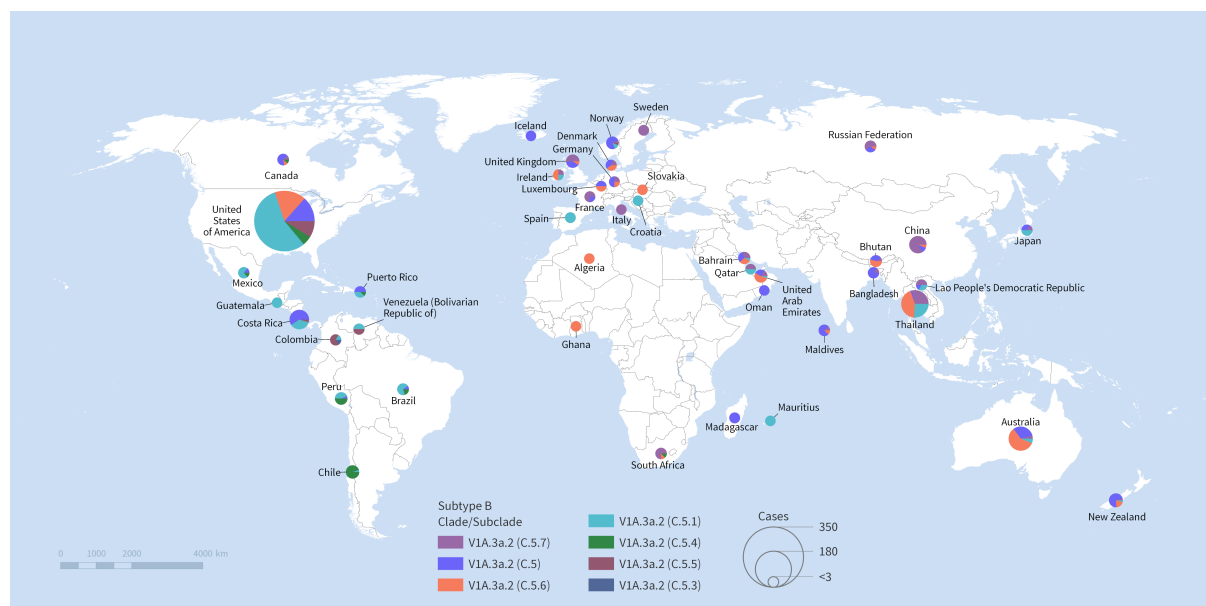 Sweden
Norway
Iceland
Denmark
Russian Federation
Germany
United Kingdom
Canada
Ireland
Slovakia
Luxembourg
France
United
States
of America
Spain
Italy
Croatia
China
Japan
Bhutan
Bahrain
Algeria
Qatar
Mexico
Puerto Rico
Lao People's Democratic Republic
Bangladesh
United
Arab
Emirates
Oman
Guatemala
Venezuela (Bolivarian
Republic of)
Costa Rica
Thailand
Colombia
Ghana
Maldives
Peru
Brazil
Mauritius
Madagascar
Australia
South Africa
Chile
New Zealand
Subtype B
Clade/Subclade
V1A.3a.2 (C.5.7)
V1A.3a.2 (C.5)
V1A.3a.2 (C.5.6)
V1A.3a.2 (C.5.1)
V1A.3a.2 (C.5.4)
V1A.3a.2 (C.5.5)
V1A.3a.2 (C.5.3)
Cases
350
180
<3
0 1000 2000 4000 km